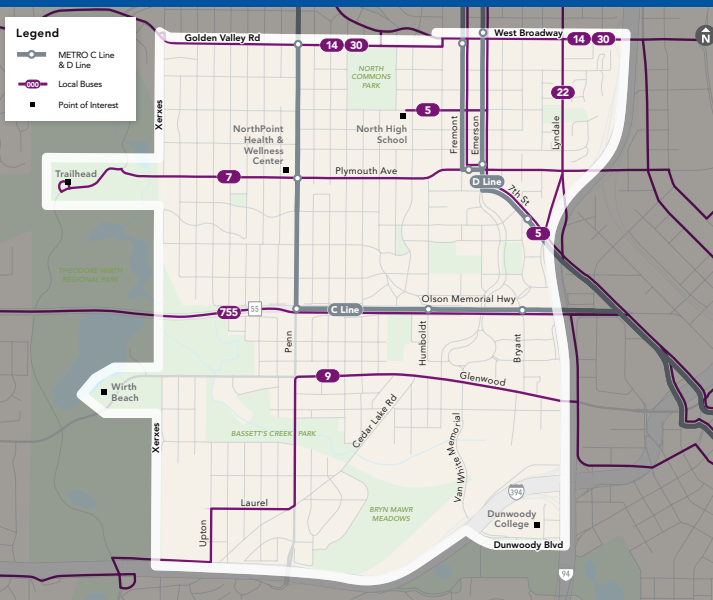 Legend
METRO C Line
& D Line
000 Local Buses
Point of Interest
Golden Valley Rd
West Broadway
14 30
14 30
N
NORTH
COMMONS
PARK
22
5
Xerxes
NorthPoint
Health &
Wellness
Center
North High
School
Fremont
Emerson
Lyndale
Trailhead
7
Plymouth Ave
D Line
7th St
5
THEODORE WIRTH
REGIONAL PARK
Olson Memorial Hwy
755
55
C Line
Penn
Humboldt
Bryant
9
Glenwood
Wirth
Beach
Cedar Lake Rd
Xerxes
BASSETT'S CREEK PARK
Van White Memorial
394
Laurel
BRYN MAWR
MEADOWS
Dunwoody
College
Upton
Dunwoody Blvd
94